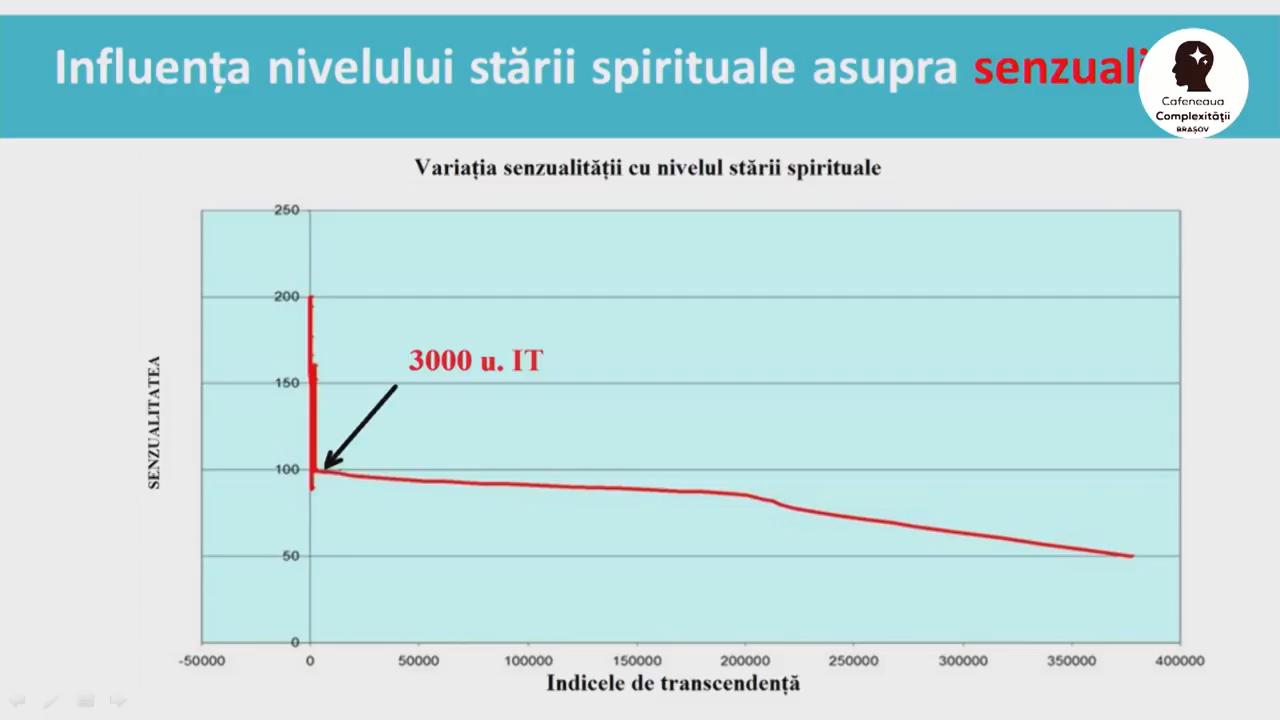 Influența nivelului stării spirituale asupra
Cafeneaua
Complexității
BRAȘOV
Variația senzualității cu nivelul stării spirituale
250
200
150
100
50
0
3000 u. IT
SENZUALITATEA
-50000 0 50000 100000 150000 200000 250000 300000 350000 400000
Indicele de transcendență